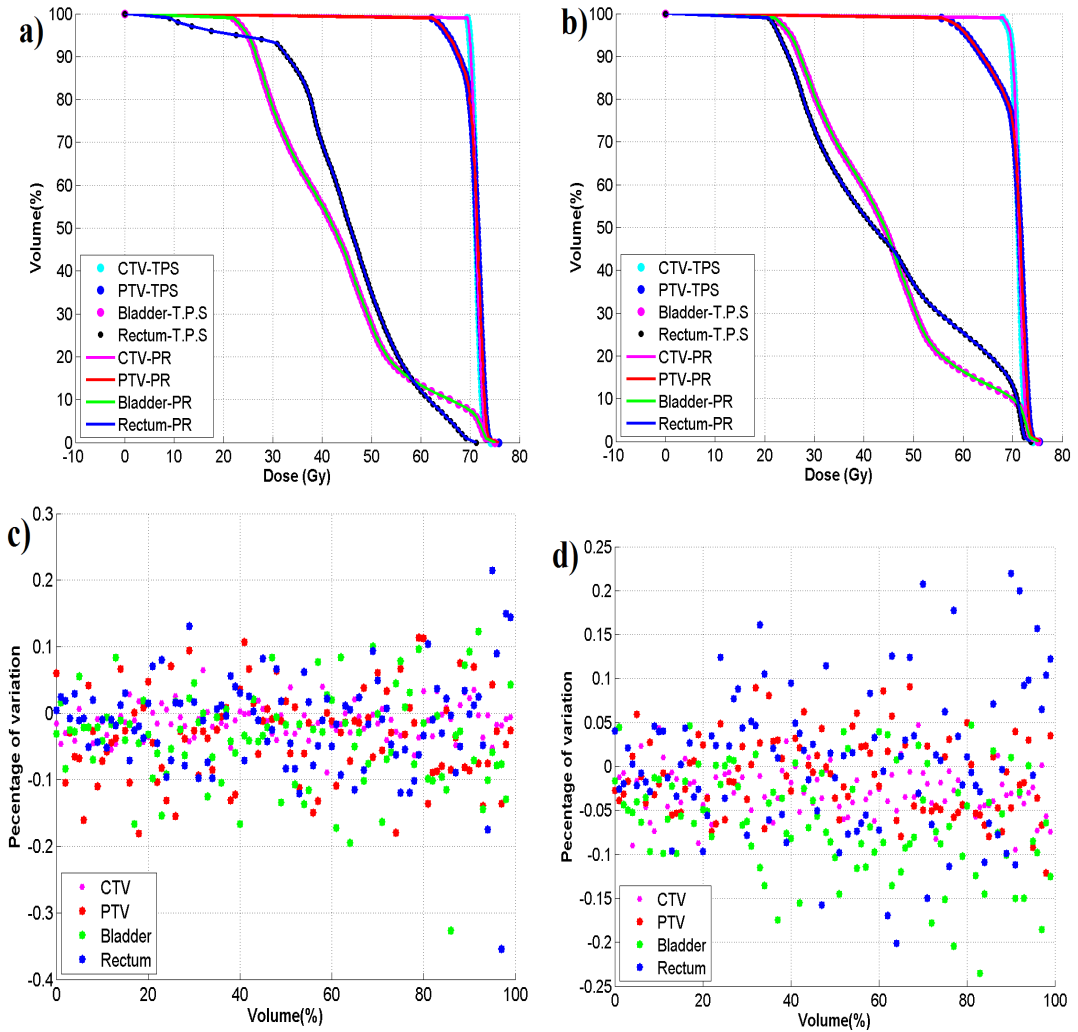 a)
100
90
80
70
60
50
40
30
20
10
0
Volume(%)
CTV-TPS
PTV-TPS
Bladder-T.P.S
Rectum-T.P.S
CTV-PR
PTV-PR
Bladder-PR
Rectum-PR
-10 0 10 20 30 40 50 60 70 80
Dose (Gy)
b)
100
90
80
70
60
50
40
30
20
10
0
Volume(%)
CTV-TPS
PTV-TPS
Bladder-T.P.S
Rectum-T.P.S
CTV-PR
PTV-PR
Bladder-PR
Rectum-PR
-10 0 10 20 30 40 50 60 70 80
Dose (Gy)
c)
0.3
0.2
0.1
0
-0.1
-0.2
-0.3
-0.4
Pecentage of variation
CTV
PTV
Bladder
Rectum
0 20 40 60 80 100
Volume(%)
d)
0.25
0.2
0.15
0.1
0.05
0
-0.05
-0.1
-0.15
-0.2
-0.25
Pecentage of variation
CTV
PTV
Bladder
Rectum
0 20 40 60 80 100
Volume(%)